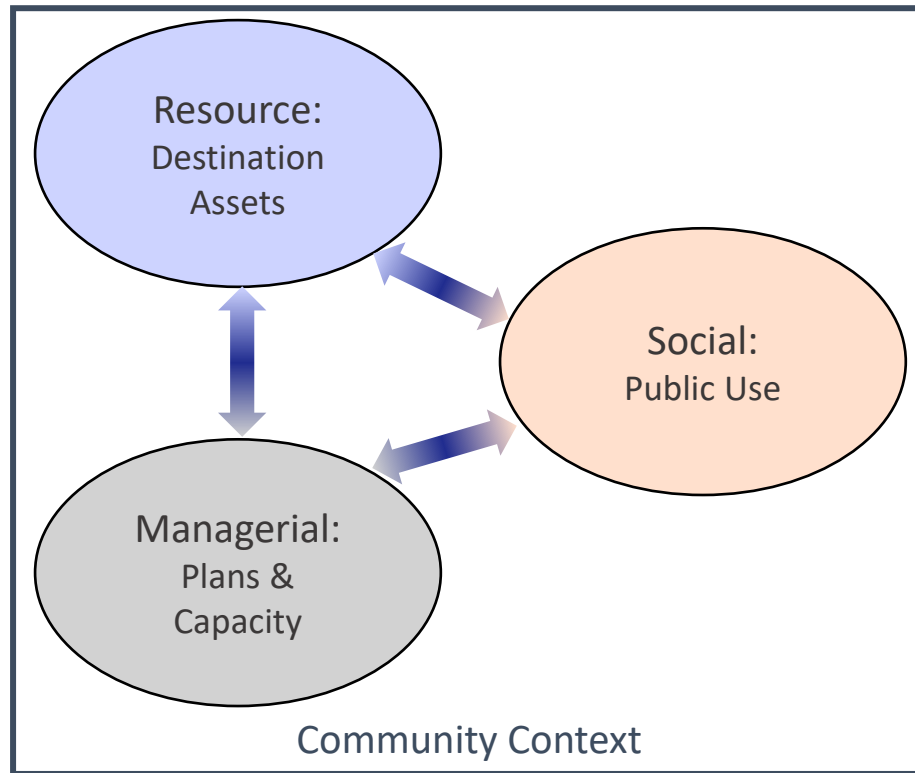 Resource:
Destination
Assets
Social:
Public Use
Managerial:
Plans &
Capacity
Community Context